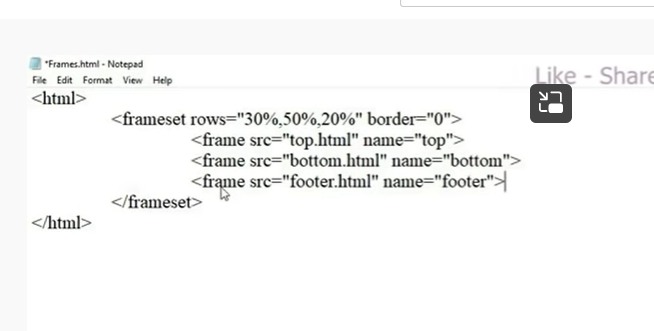 *Frames.html - Notepad
File Edit Format View Help
Like - Share
<html>
<frameset rows="30%,50%,20%" border="0">
<frame src="top.html" name="top">
<frame src="bottom.html" name="bottom">
<frame src="footer.html" name="footer">
</frameset>
</html>